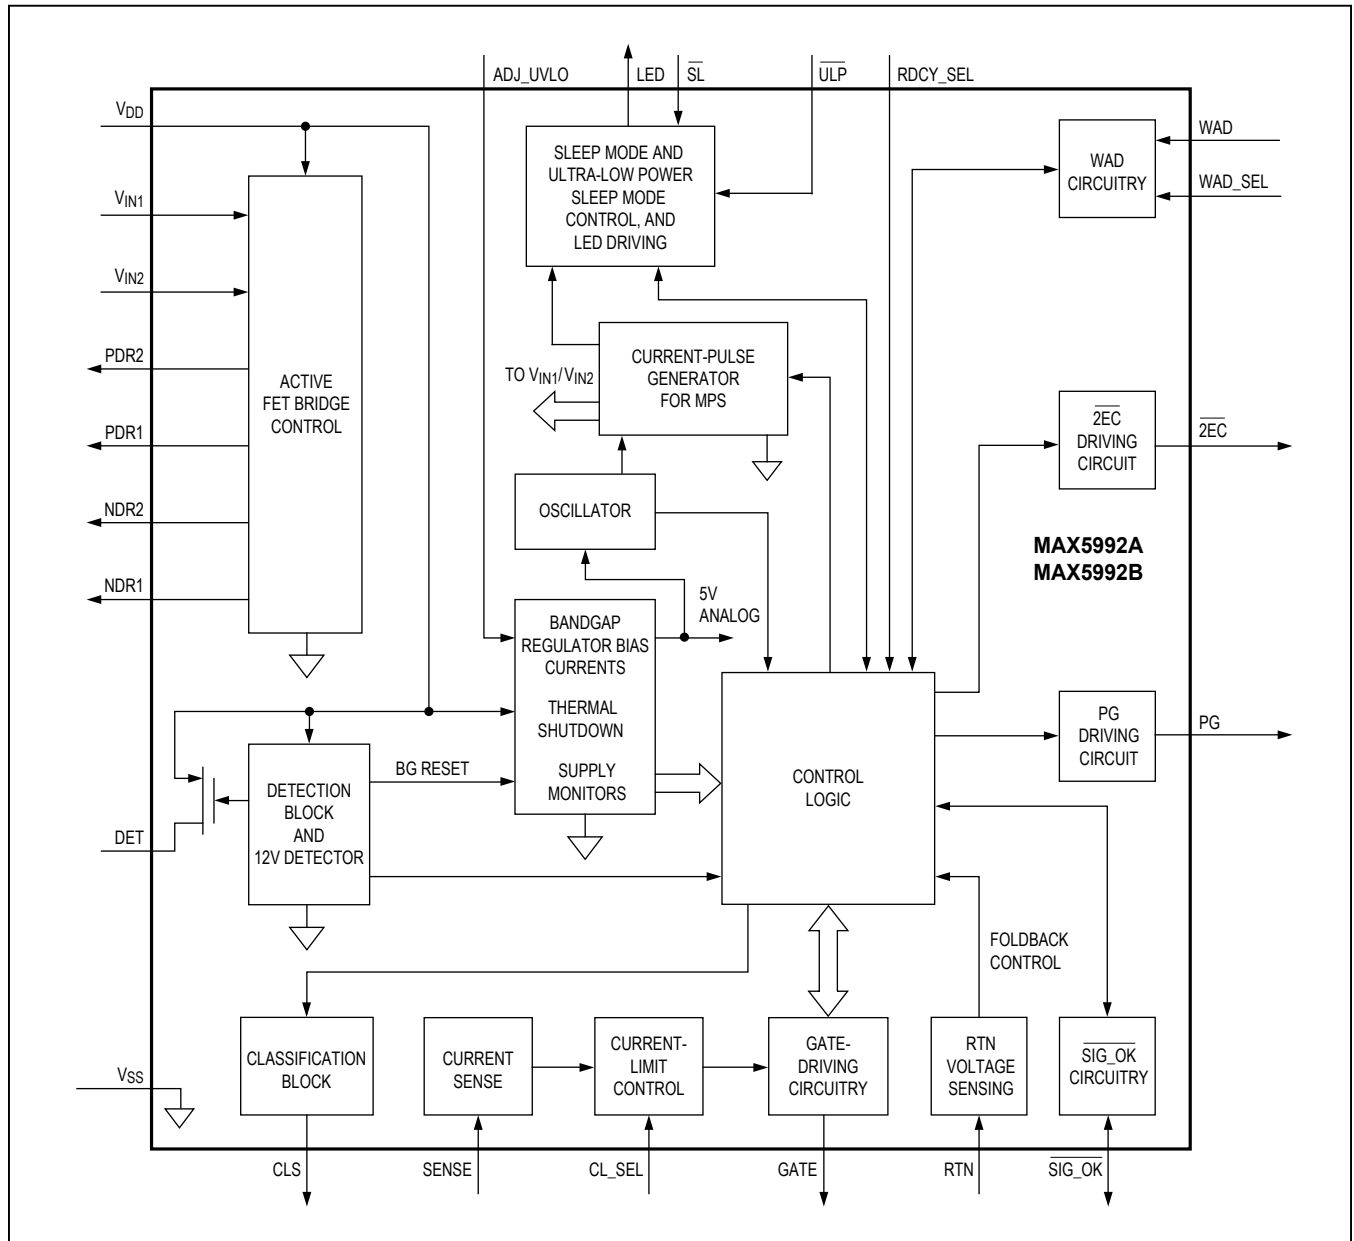 ADJ_UVLO
LED
SL
ULP
RDCY_SEL
VDD
VIN1
VIN2
PDR2
PDR1
NDR2
NDR1
ACTIVE
FET BRIDGE
CONTROL
SLEEP MODE AND
ULTRA-LOW POWER
SLEEP MODE
CONTROL, AND
LED DRIVING
WAD
CIRCUITRY
WAD
WAD_SEL
TO VIN1/VIN2
CURRENT-PULSE
GENERATOR
FOR MPS
2EC
DRIVING
CIRCUIT
2EC
OSCILLATOR
MAX5992A
MAX5992B
5V
ANALOG
BANDGAP
REGULATOR BIAS
CURRENTS
THERMAL
SHUTDOWN
SUPPLY
MONITORS
BG RESET
PG
DRIVING
CIRCUIT
PG
DETECTION
BLOCK
AND
12V DETECTOR
DET
CONTROL
LOGIC
FOLDBACK
CONTROL
VSS
CLASSIFICATION
BLOCK
CURRENT
SENSE
CURRENT-
LIMIT
CONTROL
GATE-
DRIVING
CIRCUITRY
RTN
VOLTAGE
SENSING
SIG_OK
CIRCUITRY
CLS
SENSE
CL_SEL
GATE
RTN
SIG_OK